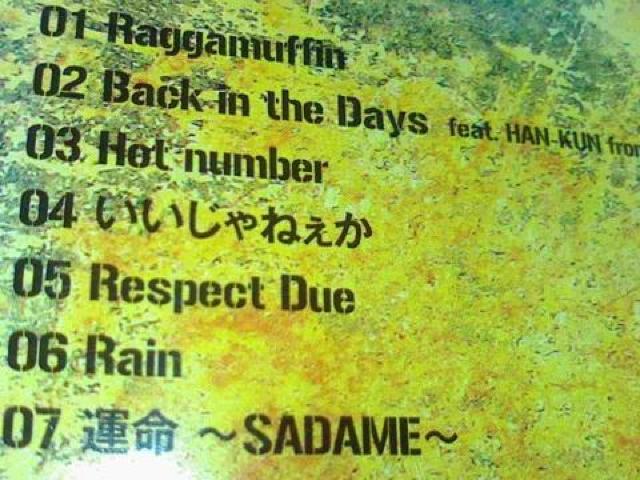 01 Raggamuffin
02 Back in the Days feat. HAN-KUN from
03 Hot number
04 いいじゃねぇか
05 Respect Due
06 Rain
07 運命 ～SADAME～